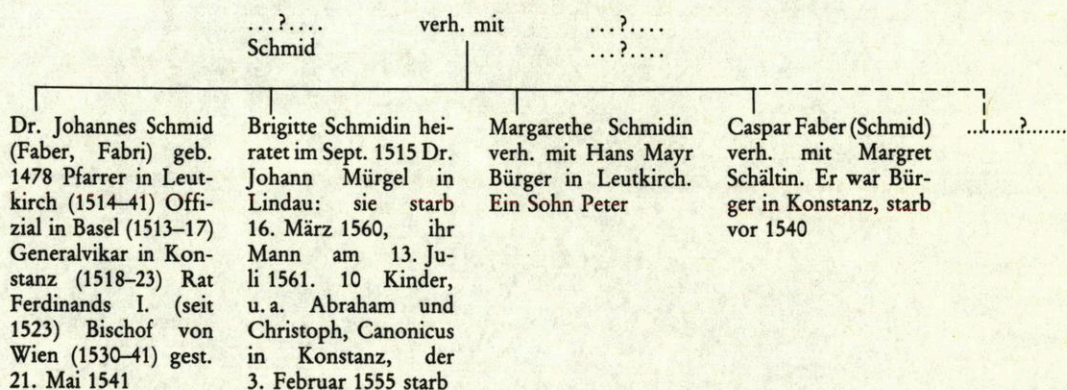 ...?.... verh. mit ...?....
Schmid ...?....
Dr. Johannes Schmid
(Faber, Fabri) geb.
1478 Pfarrer in Leut-
kirch (1514–41) Offi-
zial in Basel (1513–17)
Generalvikar in Kon-
stanz (1518–23) Rat
Ferdinands I. (seit
1523) Bischof von
Wien (1530–41) gest.
21. Mai 1541
Brigitte Schmidin hei-
ratet im Sept. 1515 Dr.
Johann Mürgel in
Lindau: sie starb
16. März 1560, ihr
Mann am 13. Ju-
li 1561. 10 Kinder,
u. a. Abraham und
Christoph, Canonicus
in Konstanz, der
3. Februar 1555 starb
Margarethe Schmidin
verh. mit Hans Mayr
Bürger in Leutkirch.
Ein Sohn Peter
Caspar Faber (Schmid)
verh. mit Margret
Schältin. Er war Bür-
ger in Konstanz, starb
vor 1540
........?.......